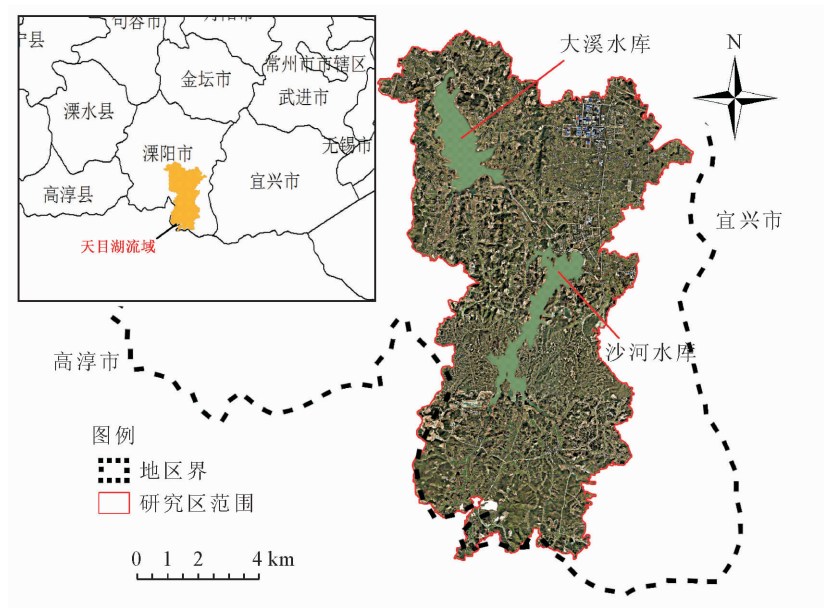 句容市
金坛市
常州市市辖区
武进市
溧水县
溧阳市
无锡市
高淳县
宜兴市
天目湖流域
大溪水库
N
宜兴市
沙河水库
高淳市
图例
地区界
研究区范围
0 1 2 4 km